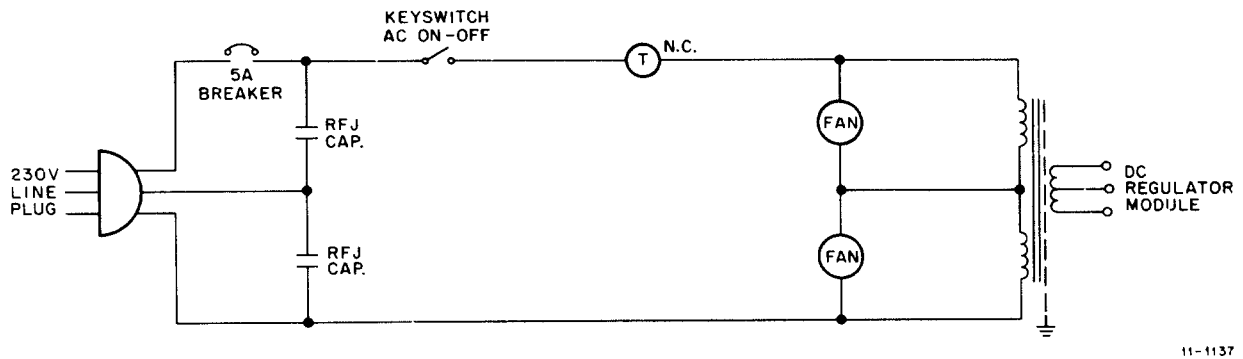 KEYSWITCH
AC ON-OFF
T
N.C.
5A
BREAKER
RFJ
CAP.
FAN
230V
LINE
PLUG
DC
REGULATOR
MODULE
RFJ
CAP.
FAN
11-1137